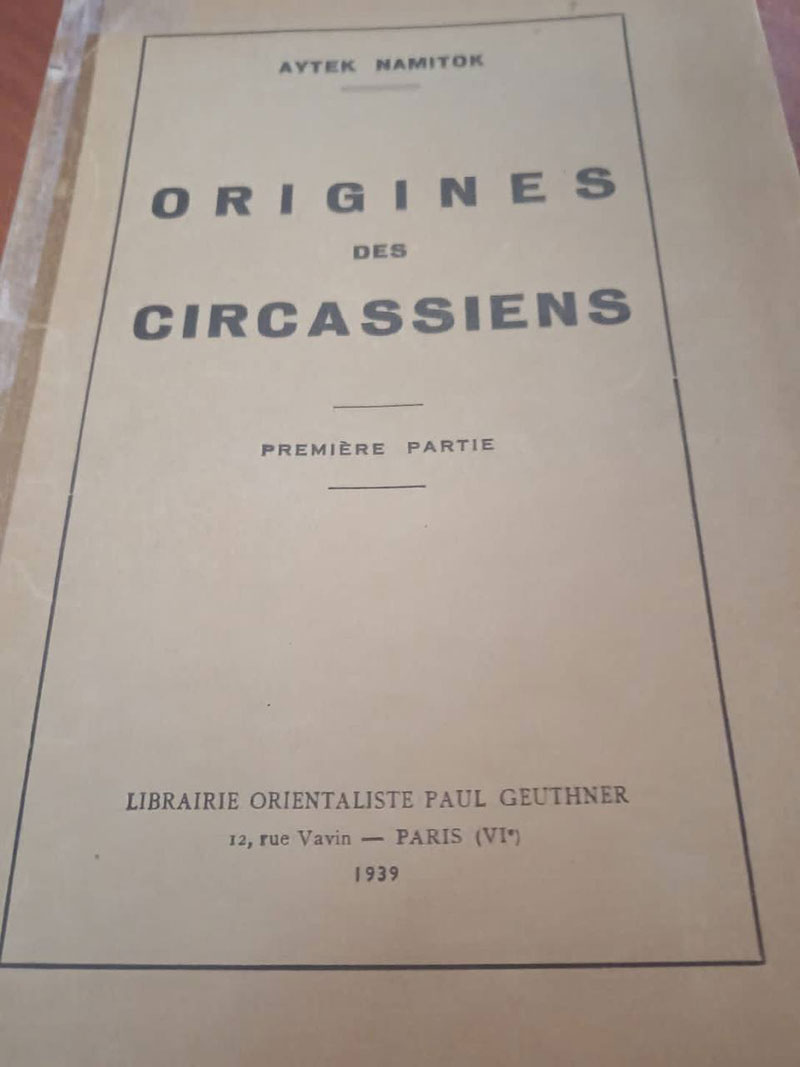 AYTEK NAMITOK
ORIGINES
DES
CIRCASSIENS
PREMIÈRE PARTIE
LIBRAIRIE ORIENTALISTE PAUL GEUTHNER
12, rue Vavin — PARIS (VIᵉ)
1939